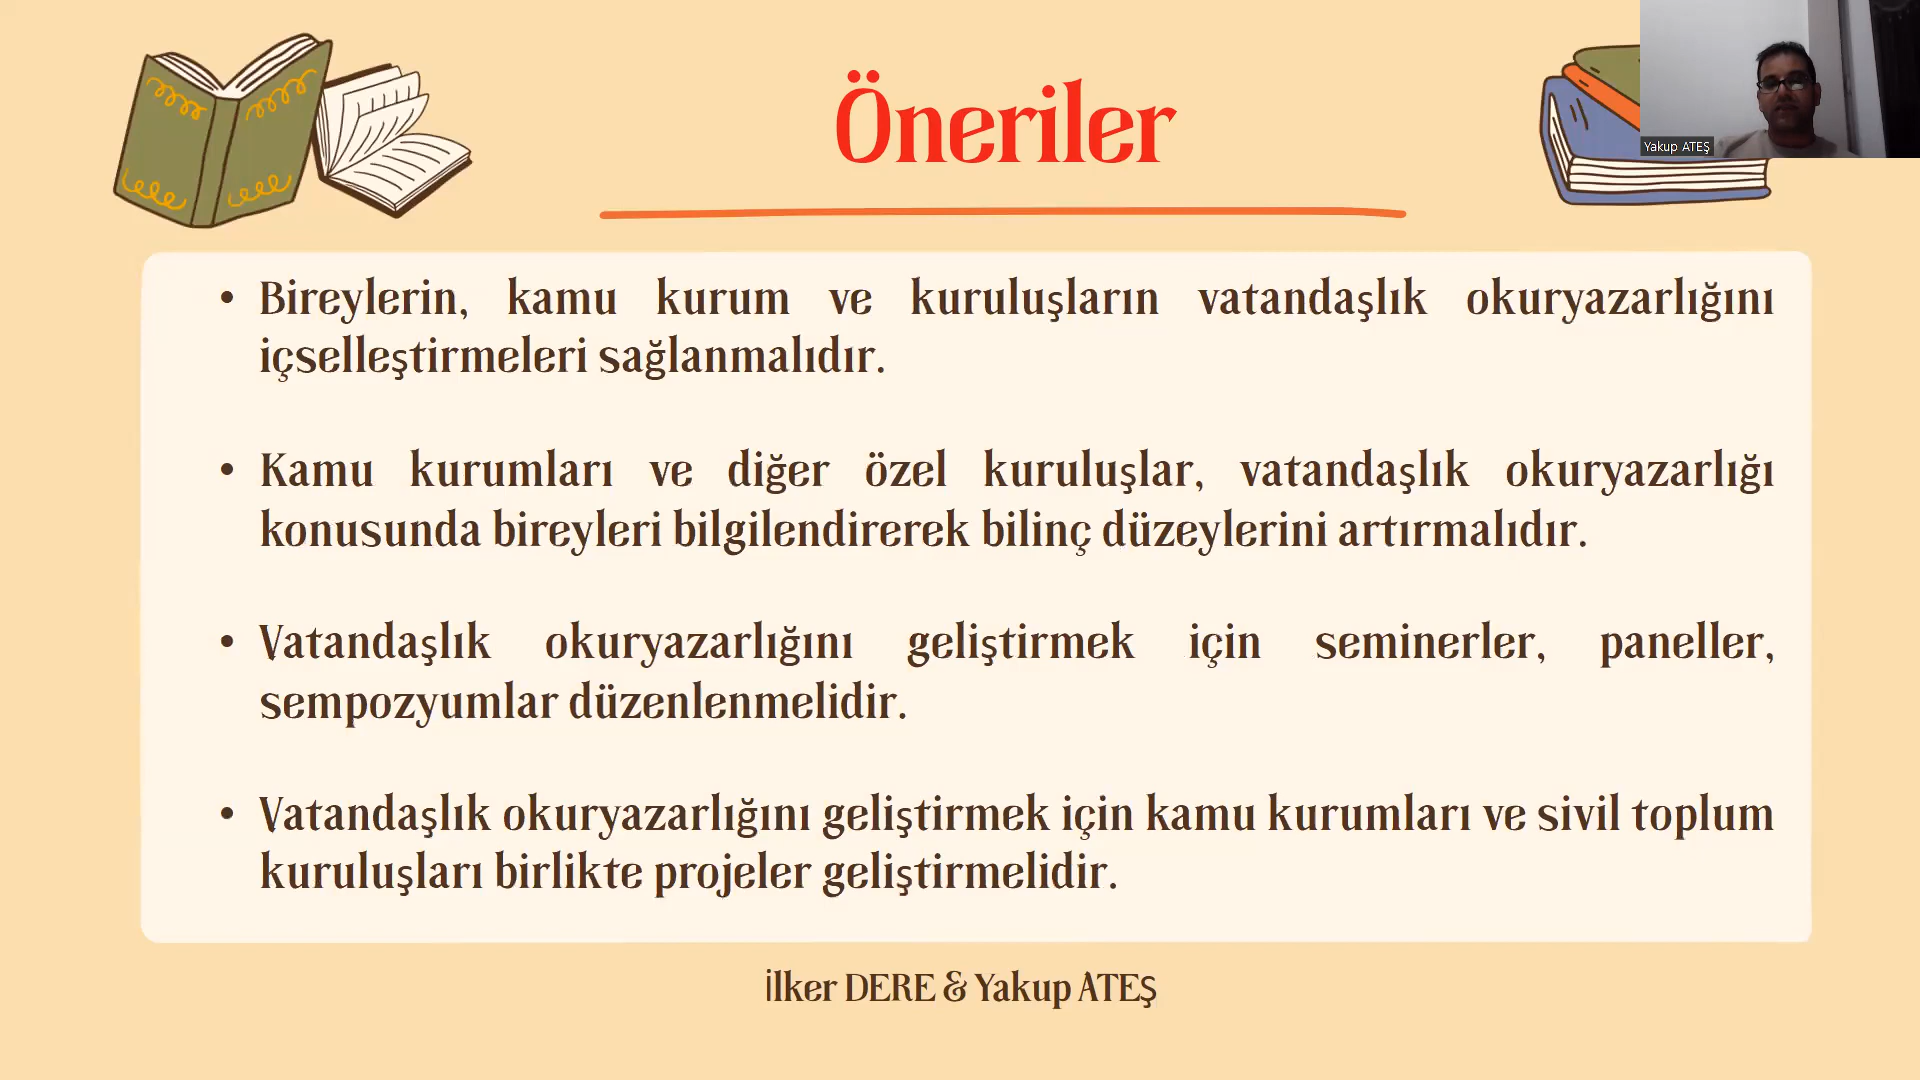 Öneriler
Yakup ATEŞ
• Bireylerin, kamu kurum ve kuruluşların vatandaşlık okuryazarlığını
içselleştirmeleri sağlanmalıdır.
• Kamu kurumları ve diğer özel kuruluşlar, vatandaşlık okuryazarlığı
konusunda bireyleri bilgilendirerek bilinç düzeylerini artırmalıdır.
• Vatandaşlık okuryazarlığını geliştirmek için seminerler, paneller,
sempozyumlar düzenlenmelidir.
• Vatandaşlık okuryazarlığını geliştirmek için kamu kurumları ve sivil toplum
kuruluşları birlikte projeler geliştirmelidir.
İlker DERE & Yakup ATEŞ